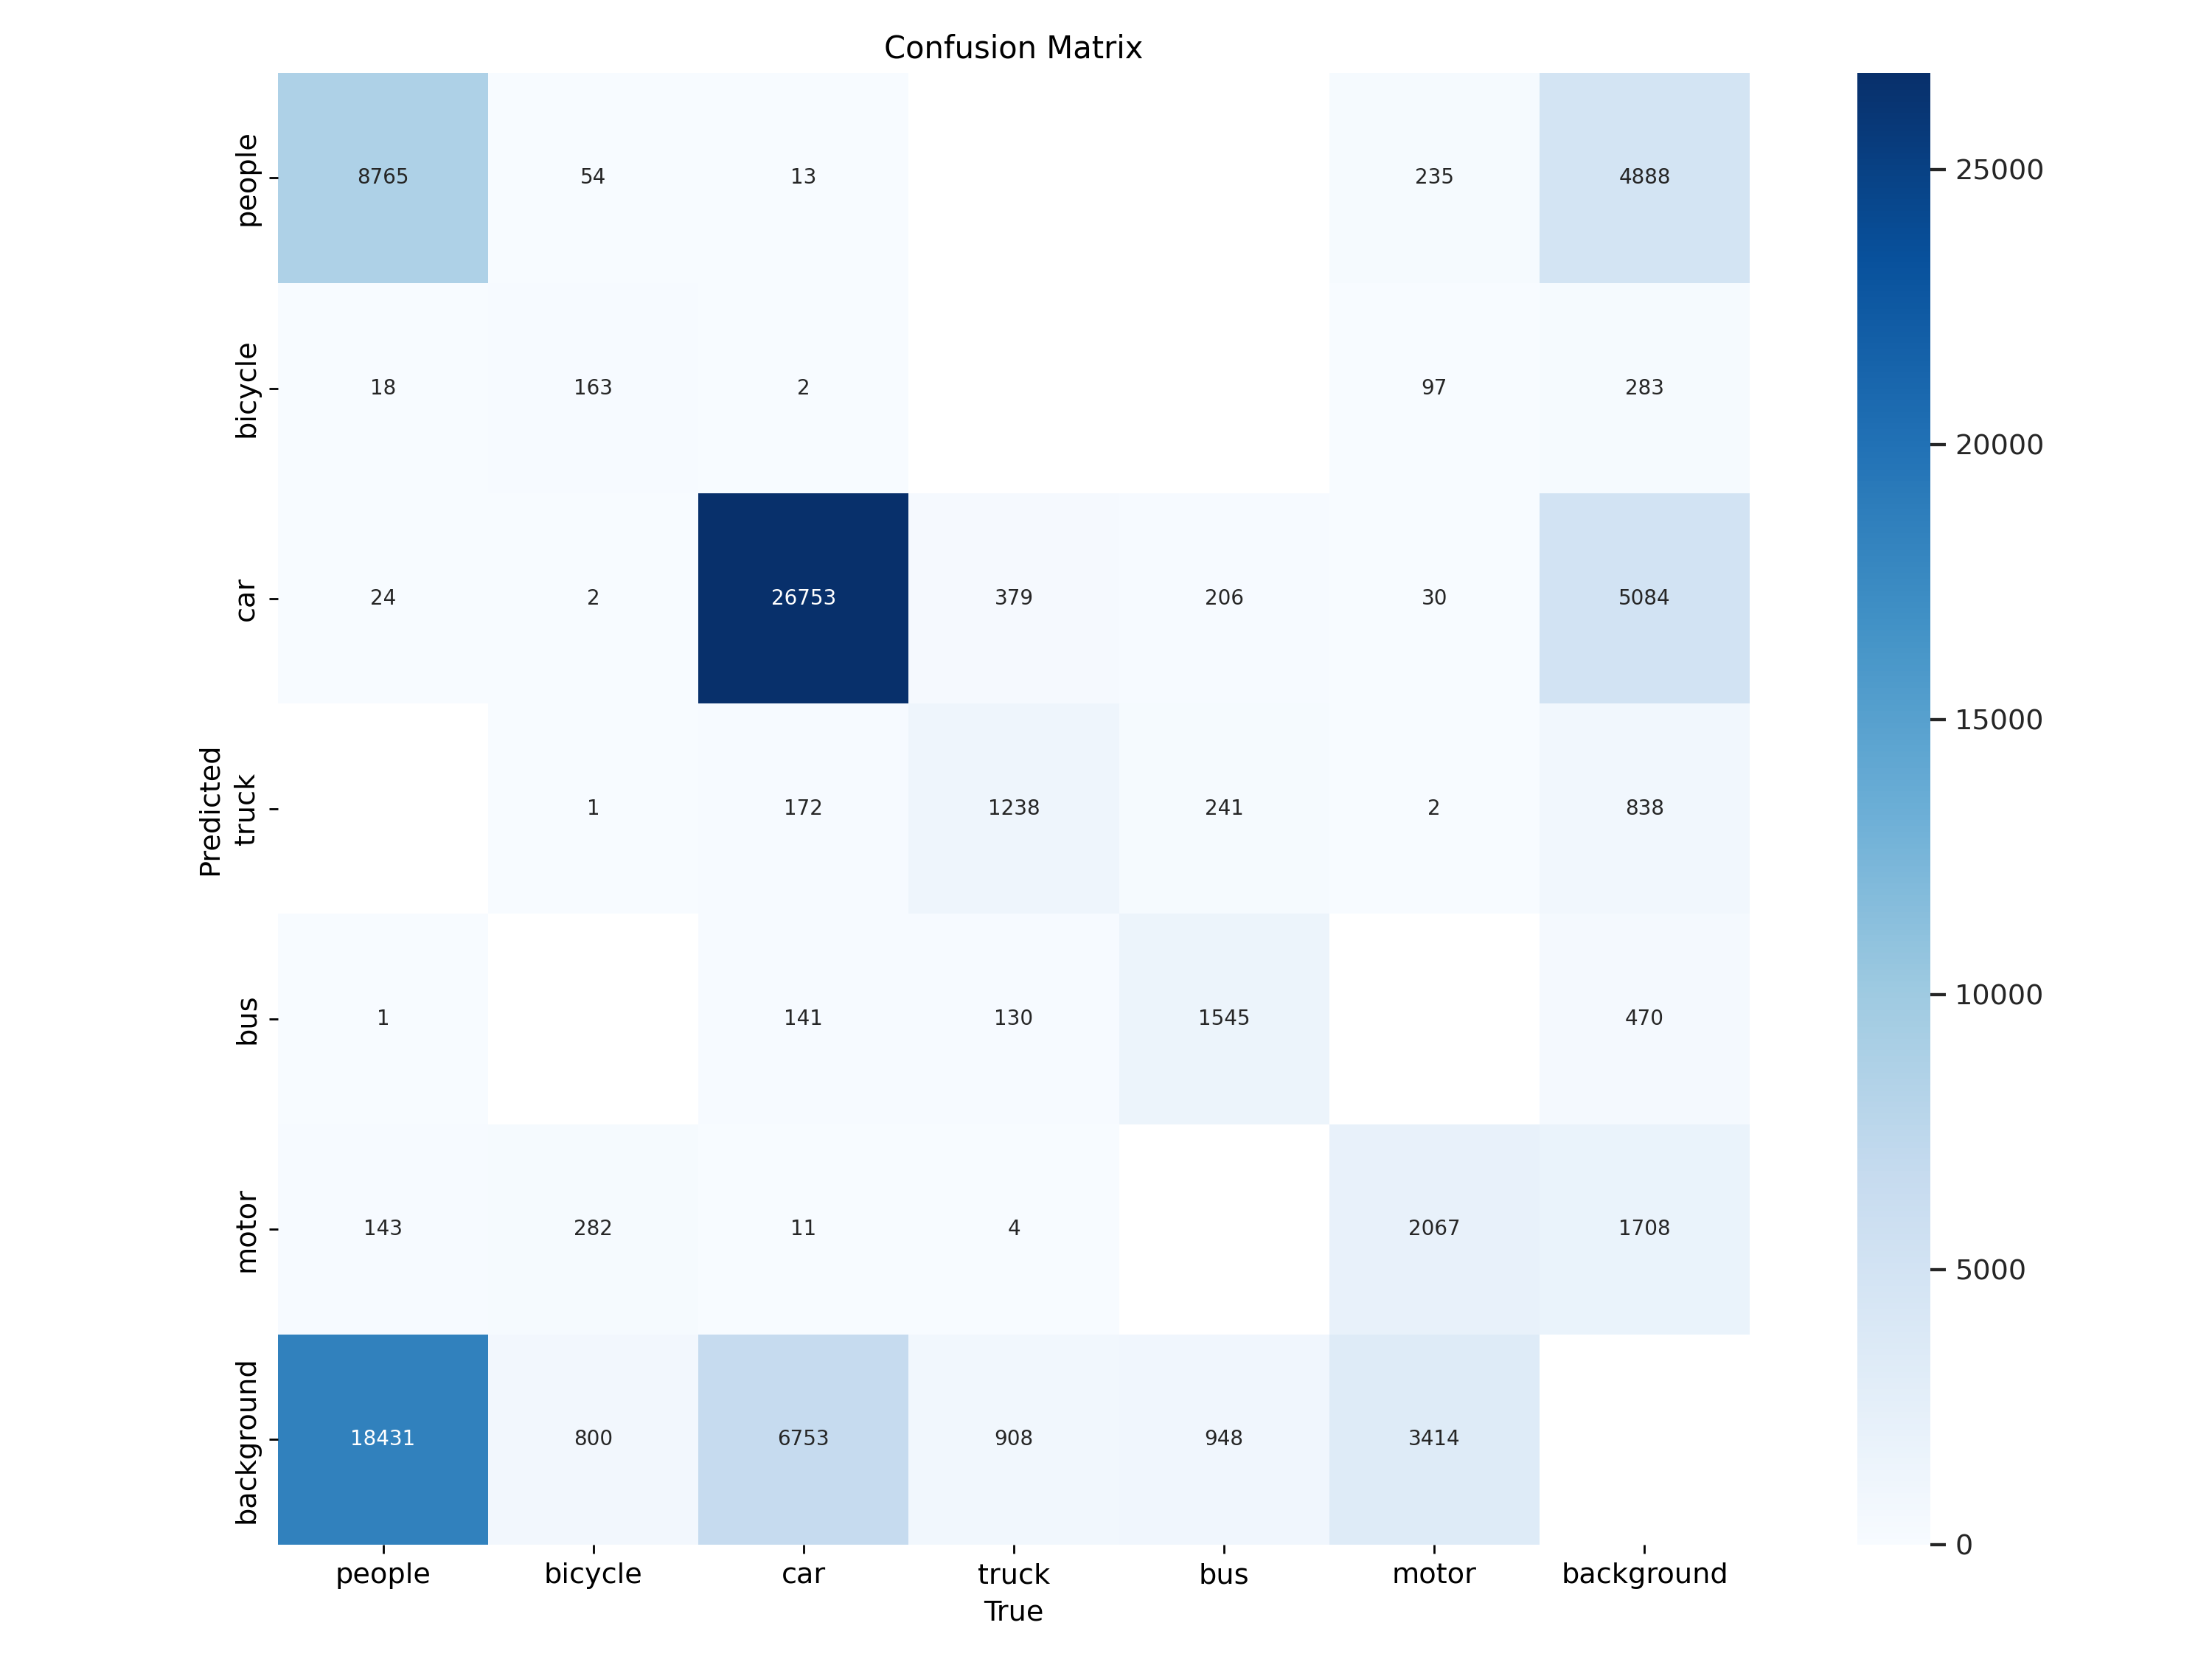 Confusion Matrix
people 8765 54 13 235 4888
bicycle 18 163 2 97 283
car 24 2 26753 379 206 30 5084
truck 1 172 1238 241 2 838
bus 1 141 130 1545 470
motor 143 282 11 4 2067 1708
background 18431 800 6753 908 948 3414
people bicycle car truck bus motor background
True
Predicted
25000
20000
15000
10000
5000
0